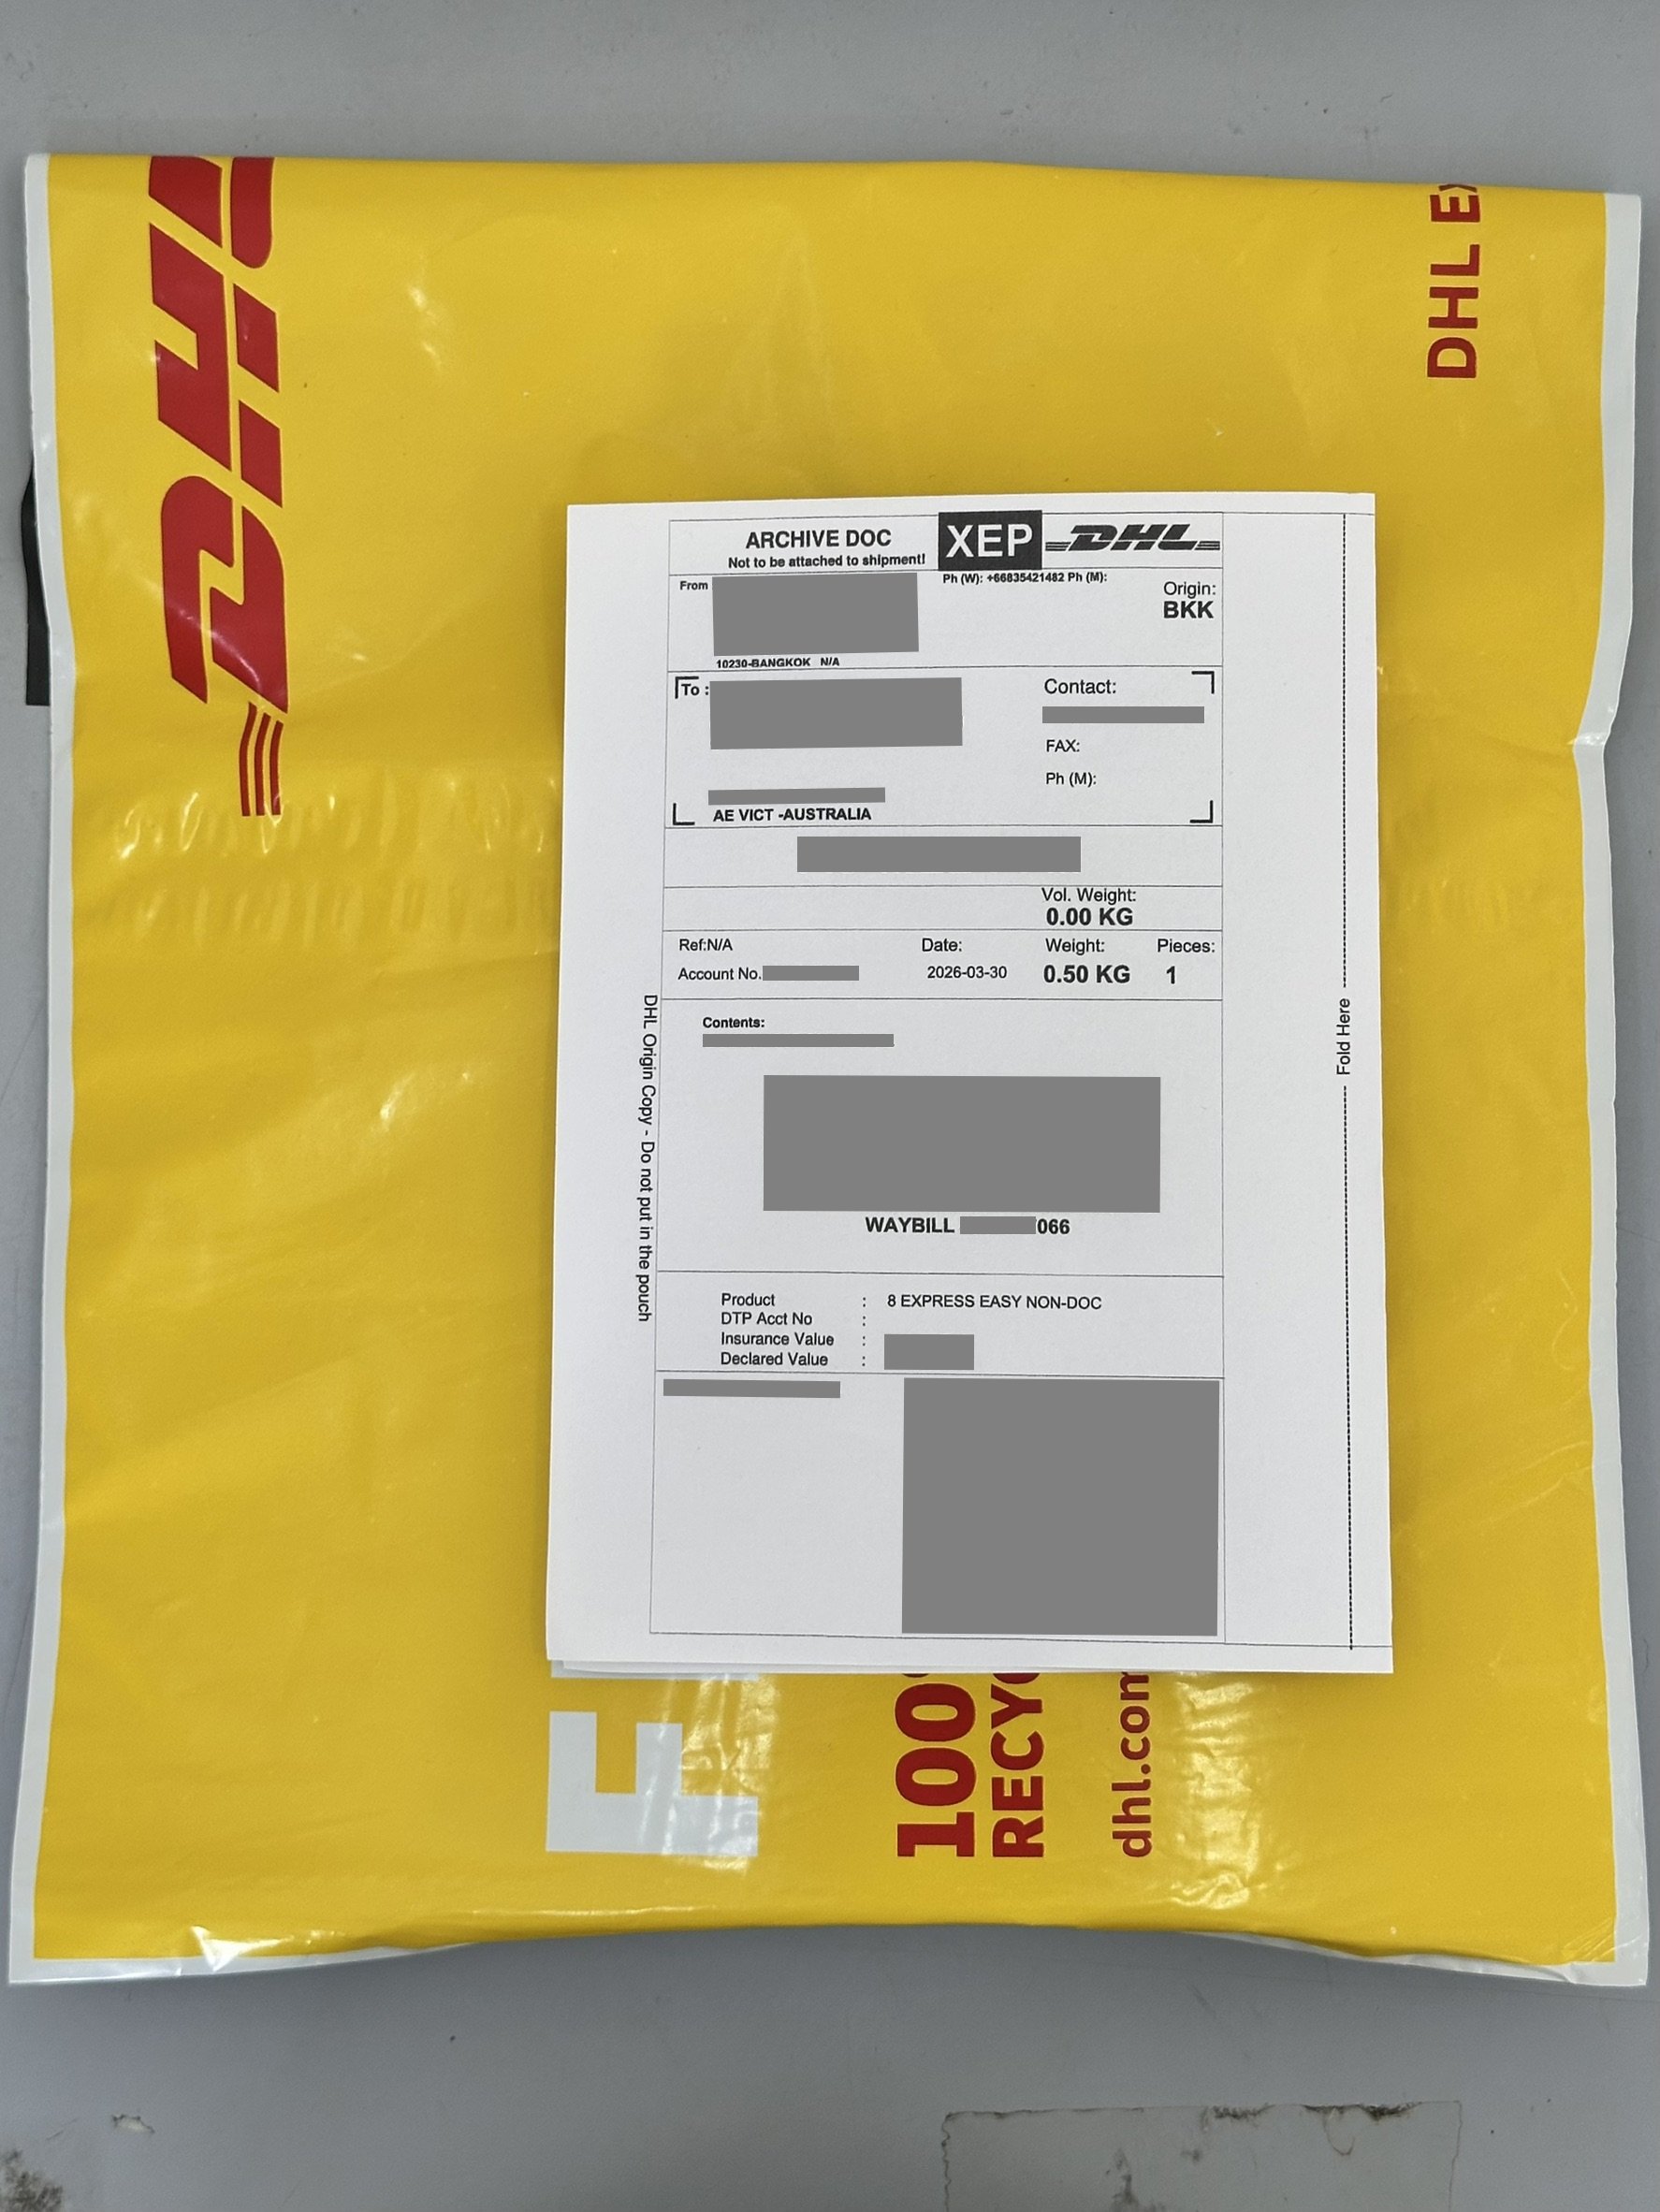 DHL
DHL EX
ARCHIVE DOC
Not to be attached to shipment!
XEP DHL
From
Ph (W): +66835421482 Ph (M):
Origin:
BKK
10230-BANGKOK N/A
To :
Contact:
FAX:
Ph (M):
AE VICT -AUSTRALIA
Vol. Weight:
0.00 KG
Ref:N/A Date: Weight: Pieces:
Account No. 2026-03-30 0.50 KG 1
Contents:
WAYBILL 066
Product : 8 EXPRESS EASY NON-DOC
DTP Acct No :
Insurance Value :
Declared Value :
DHL Origin Copy - Do not put in the pouch
Fold Here
100
RECYC
dhl.com